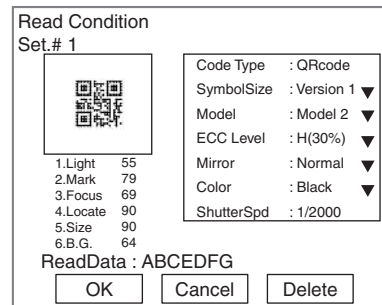 Read Condition
Set.# 1
Code Type : QRcode
SymbolSize : Version 1
Model : Model 2
ECC Level : H(30%)
Mirror : Normal
Color : Black
ShutterSpd : 1/2000
1.Light 55
2.Mark 79
3.Focus 69
4.Locate 90
5.Size 90
6.B.G. 64
ReadData : ABCEDFG
OK Cancel Delete